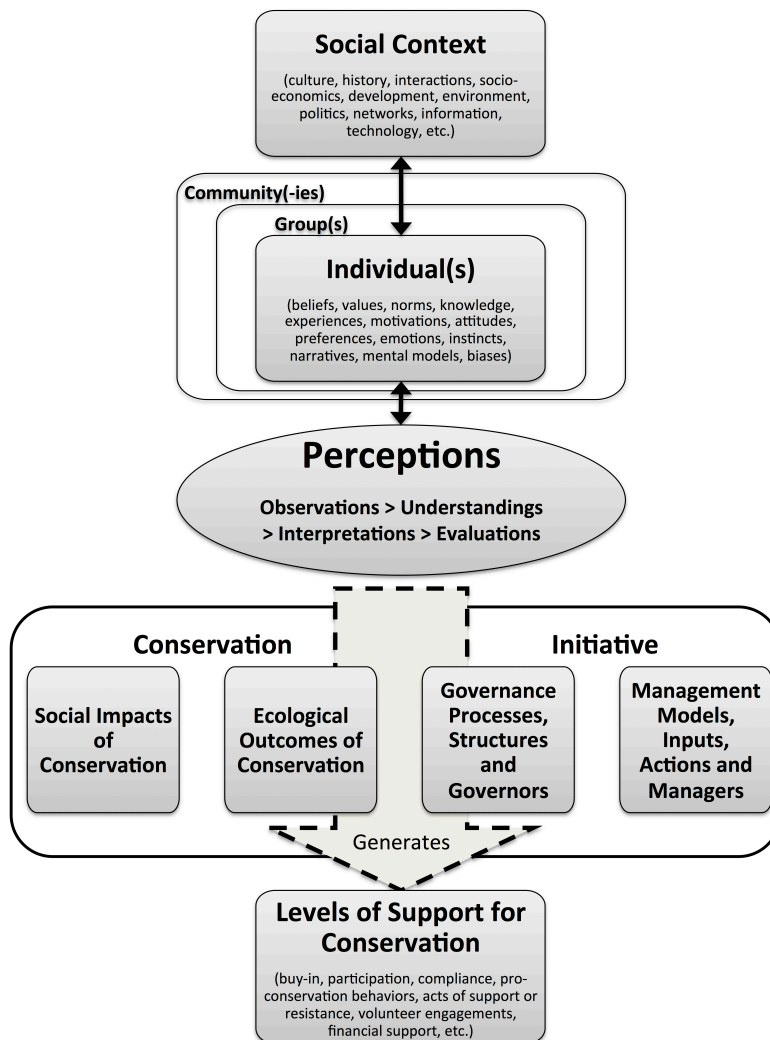 Social Context
(culture, history, interactions, socio-
economics, development, environment,
politics, networks, information,
technology, etc.)
Community(-ies)
Group(s)
Individual(s)
(beliefs, values, norms, knowledge,
experiences, motivations, attitudes,
preferences, emotions, instincts,
narratives, mental models, biases)
Perceptions
Observations > Understandings
> Interpretations > Evaluations
Conservation Initiative
Social Impacts
of
Conservation
Ecological
Outcomes of
Conservation
Governance
Processes,
Structures
and
Governors
Management
Models,
Inputs,
Actions and
Managers
Generates
Levels of Support for
Conservation
(buy-in, participation, compliance, pro-
conservation behaviors, acts of support or
resistance, volunteer engagements,
financial support, etc.)